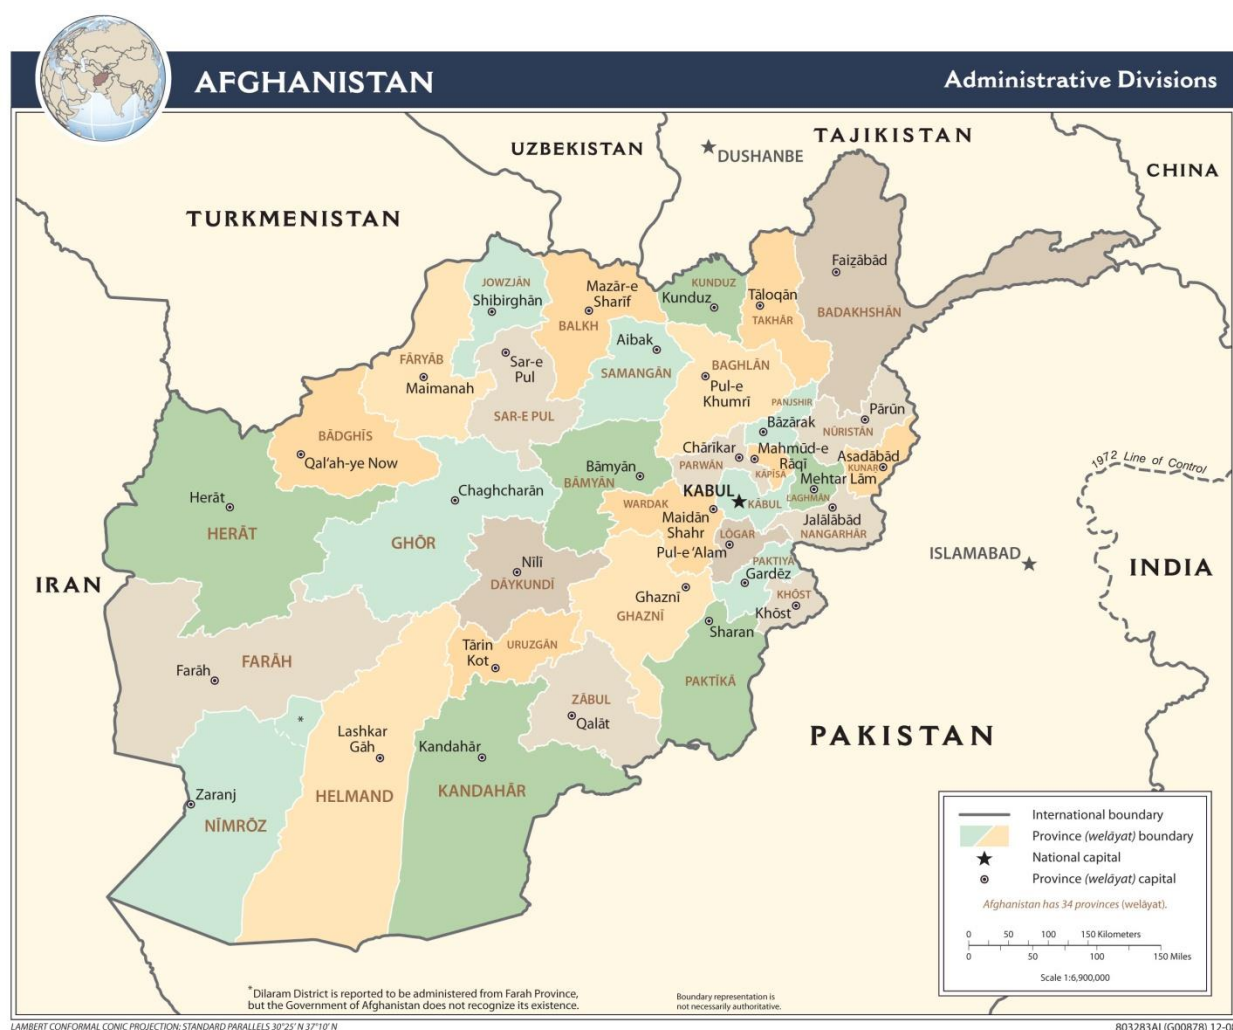 AFGHANISTAN
Administrative Divisions
UZBEKISTAN
DUSHANBE
TAJIKISTAN
CHINA
TURKMENISTAN
Faiẕābād
JOWZJĀN
Shibirghān
Mazār-e
Sharīf
BALKH
KUNDUZ
Kunduz
Tāloqān
TAKHĀR
BADAKHSHĀN
FĀRYĀB
Maimanah
Sar-e
Pul
SAR-E PUL
Aibak
SAMANGĀN
BAGHLĀN
Pul-e
Khumrī
PANJSHIR
Bāzārak
Pārūn
NŪRISTĀN
BĀDGHĪS
Qal‘ah-ye Now
Chārīkar
PARWĀN
Mahmūd-e
Rāqī
KĀPĪSĀ
Asadābād
KUNAR
Mehtar Lām
LAGHMĀN
1972 Line of Control
Herāt
HERĀT
Chaghcharān
GHŌR
Bāmyān
BĀMYĀN
KABUL
KĀBUL
WARDAK
Maidān
Shahr
Jalālābād
NANGARHĀR
LŌGAR
Pul-e ‘Alam
ISLAMABAD
INDIA
IRAN
Nīlī
DĀYKUNDĪ
PAKTIYĀ
Gardēz
KHŌST
Khōst
Ghaznī
GHAZNĪ
Sharan
PAKTĪKĀ
Tārin
Kot
URUZGĀN
FARĀH
Farāh
ZĀBUL
Qalāt
*
Lashkar
Gāh
Kandahār
PAKISTAN
Zaranj
NĪMRŌZ
HELMAND
KANDAHĀR
International boundary
Province (welāyat) boundary
National capital
Province (welāyat) capital
Afghanistan has 34 provinces (welāyat).
0 50 100 150 Kilometers
0 50 100 150 Miles
Scale 1:6,900,000
*Dilaram District is reported to be administered from Farah Province,
but the Government of Afghanistan does not recognize its existence.
Boundary representation is
not necessarily authoritative.
LAMBERT CONFORMAL CONIC PROJECTION; STANDARD PARALLELS 30°25' N 37°10' N
803283AI (G00878) 12-08